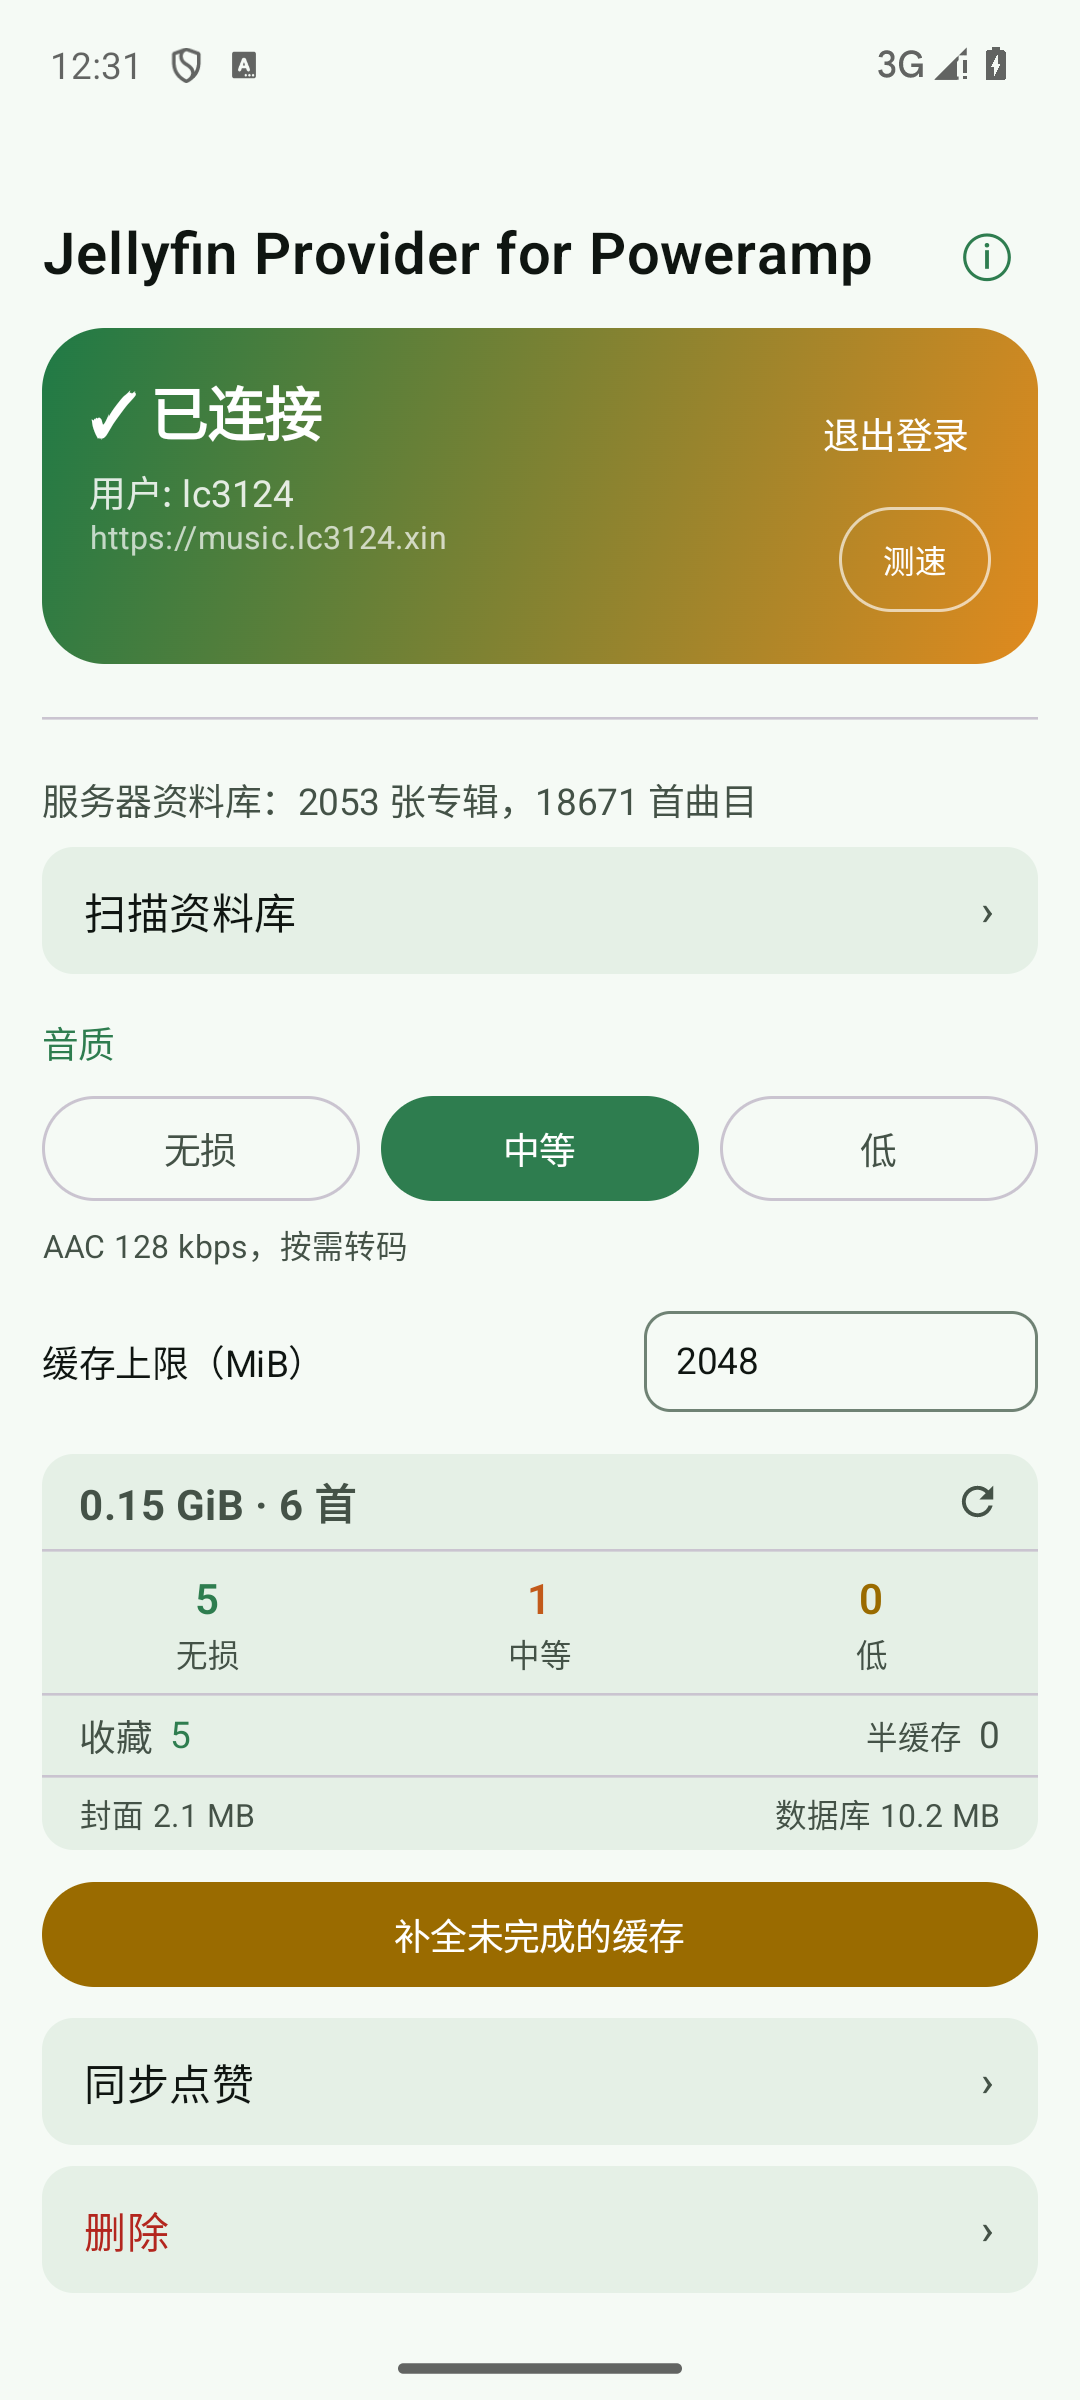 12:31
3G
Jellyfin Provider for Poweramp
✓ 已连接
退出登录
用户: lc3124
https://music.lc3124.xin
测速
服务器资料库：2053 张专辑，18671 首曲目
扫描资料库
音质
无损 中等 低
AAC 128 kbps，按需转码
缓存上限（MiB） 2048
0.15 GiB · 6 首
5 1 0
无损 中等 低
收藏 5 半缓存 0
封面 2.1 MB 数据库 10.2 MB
补全未完成的缓存
同步点赞
删除